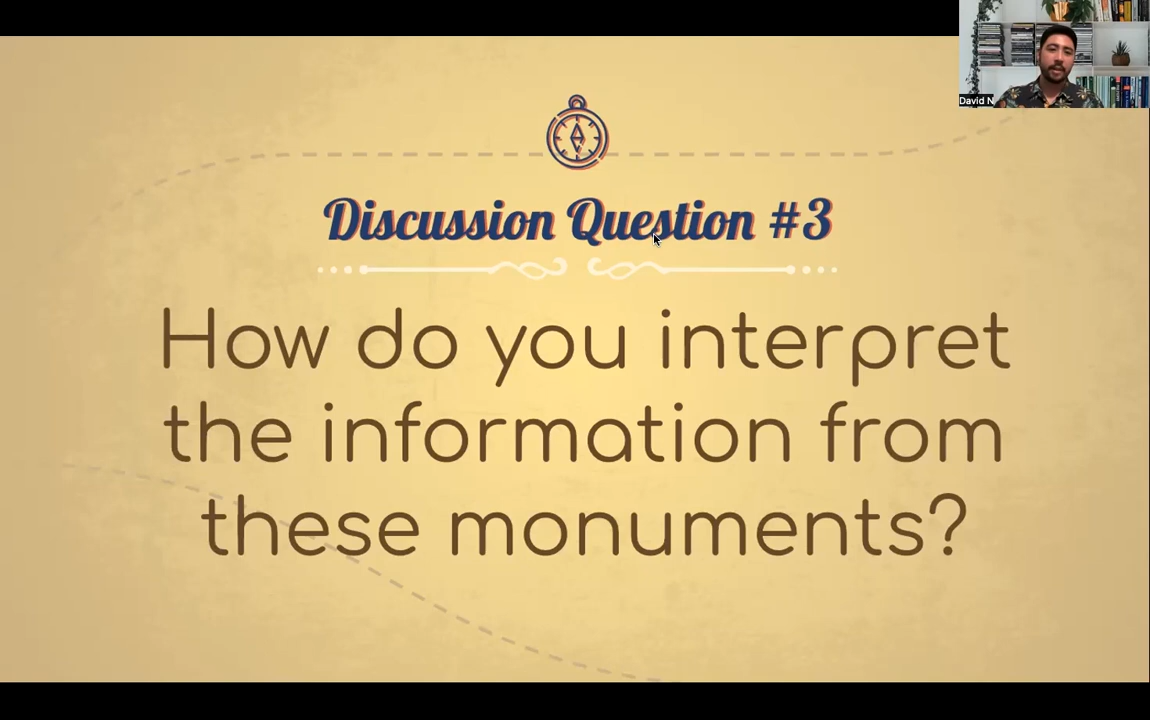 David N
Discussion Question #3
How do you interpret
the information from
these monuments?